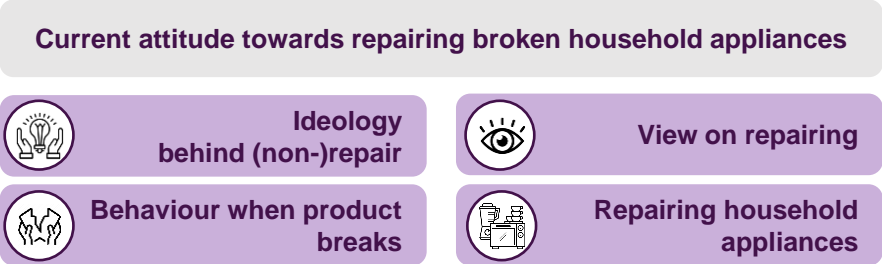 Current attitude towards repairing broken household appliances
Ideology
behind (non-)repair
View on repairing
Behaviour when product
breaks
Repairing household
appliances